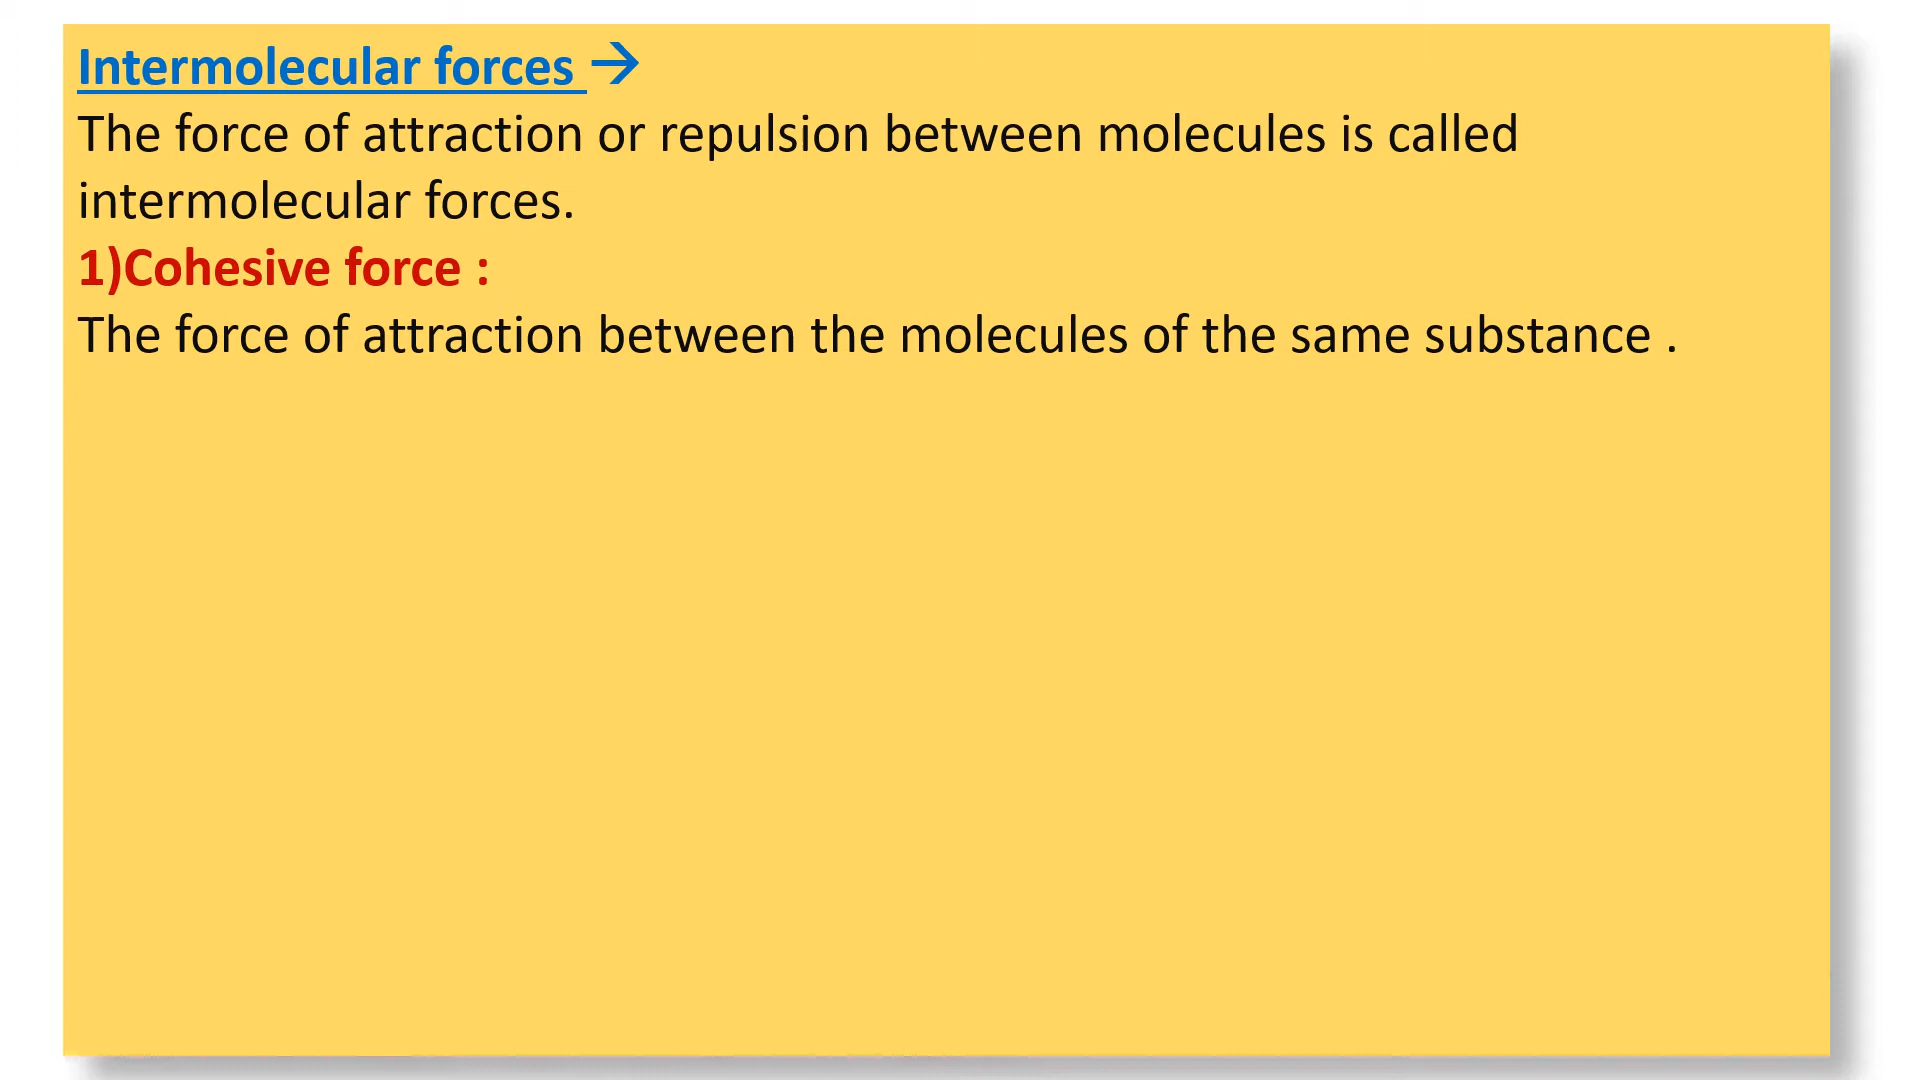 Intermolecular forces →
The force of attraction or repulsion between molecules is called
intermolecular forces.
1)Cohesive force :
The force of attraction between the molecules of the same substance .